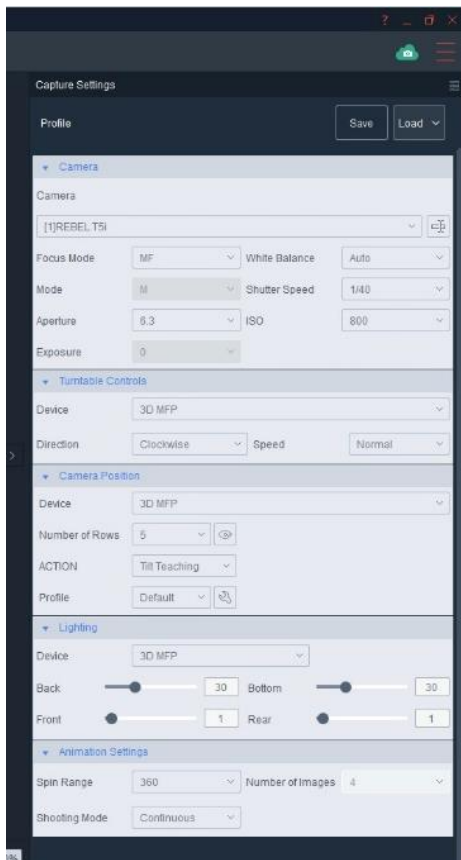 ?
Capture Settings
Profile Save Load
Camera
Camera
[1]REBEL T5i
Focus Mode MF White Balance Auto
Mode M Shutter Speed 1/40
Aperture 6.3 ISO 800
Exposure 0
Turntable Controls
Device 3D MFP
Direction Clockwise Speed Normal
Camera Position
Device 3D MFP
Number of Rows 5
ACTION Tilt Teaching
Profile Default
Lighting
Device 3D MFP
Back 30 Bottom 30
Front 1 Rear 1
Animation Settings
Spin Range 360 Number of Images 4
Shooting Mode Continuous